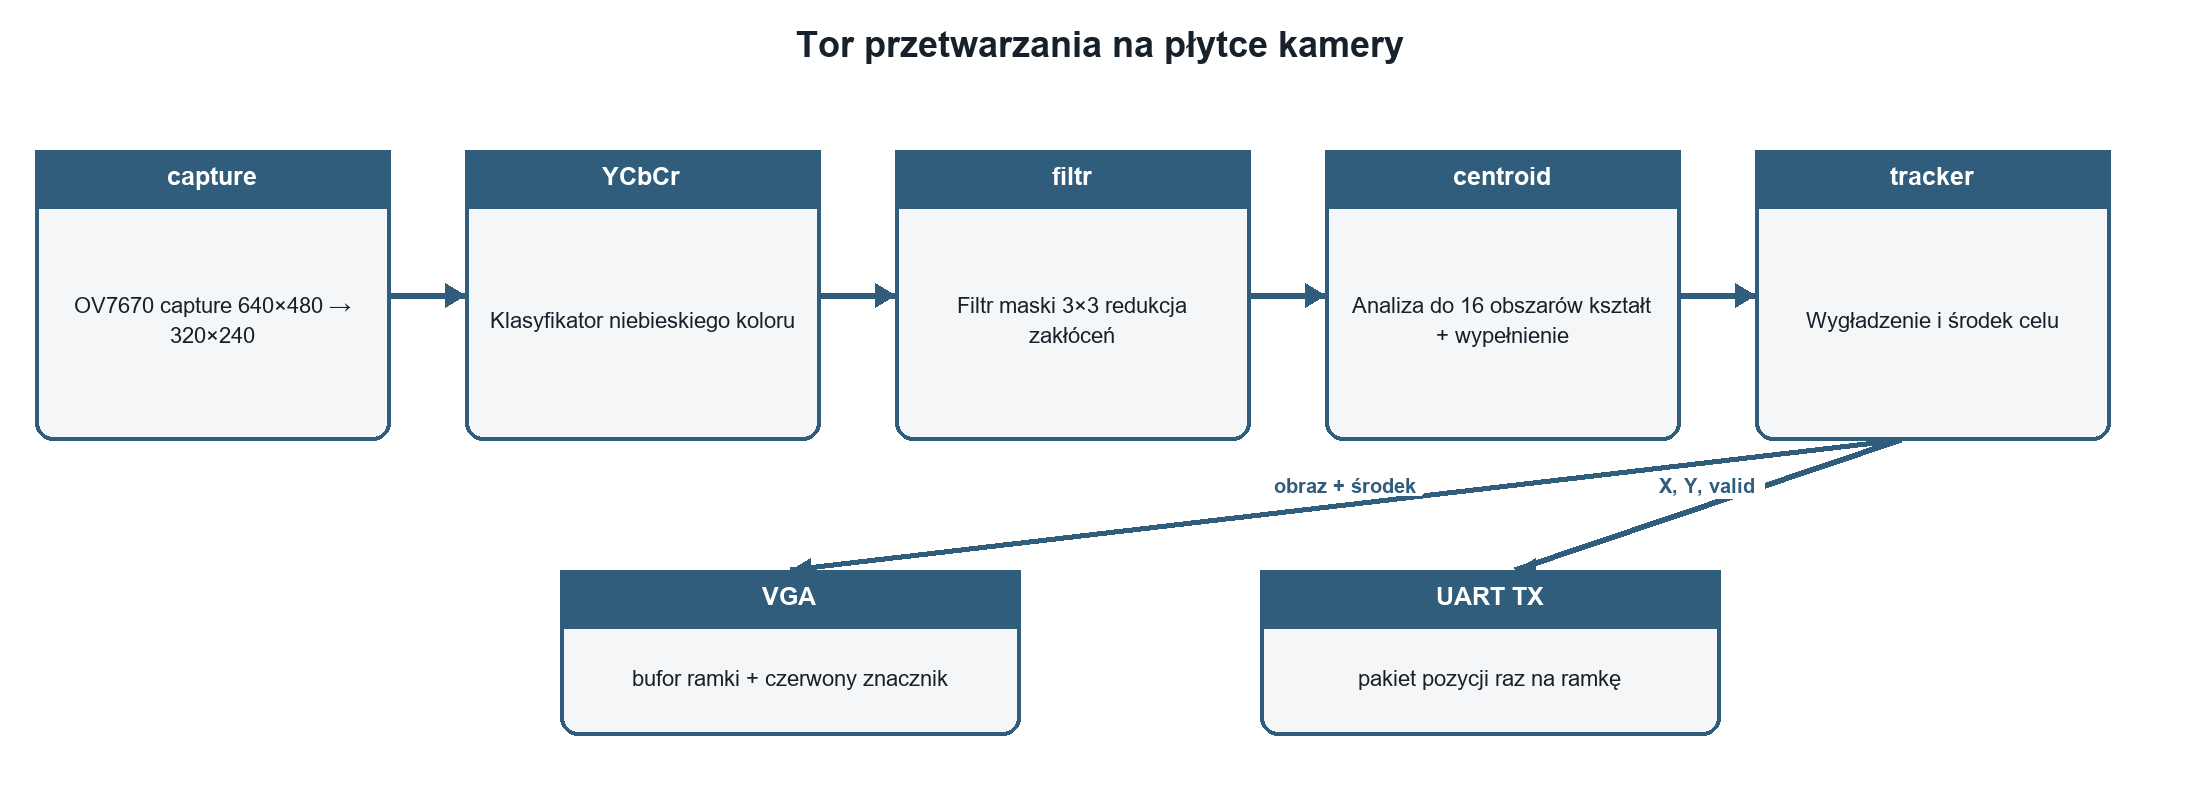 Tor przetwarzania na płytce kamery
capture
OV7670 capture 640×480 →
320×240
YCbCr
Klasyfikator niebieskiego koloru
filtr
Filtr maski 3×3 redukcja
zakłóceń
centroid
Analiza do 16 obszarów kształt
+ wypełnienie
tracker
Wygładzenie i środek celu
obraz + środek
X, Y, valid
VGA
bufor ramki + czerwony znacznik
UART TX
pakiet pozycji raz na ramkę